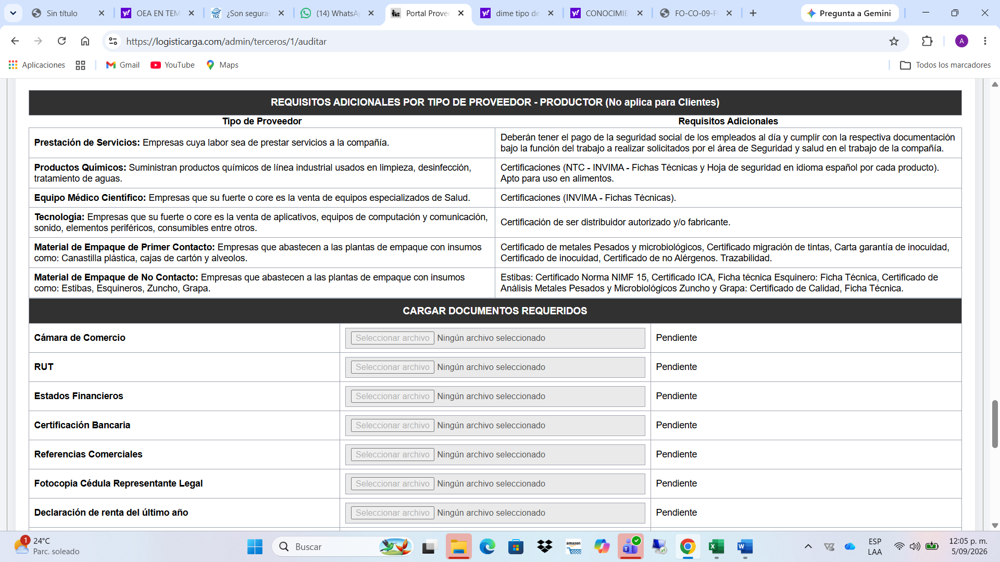 Sin título
OEA EN TEM
¿Son segura
(14) WhatsA
Portal Provee
dime tipo de
CONOCIMIE
FO-CO-09-F
Pregunta a Gemini
https://logisticarga.com/admin/terceros/1/auditar
A
Aplicaciones
Gmail
YouTube
Maps
Todos los marcadores
REQUISITOS ADICIONALES POR TIPO DE PROVEEDOR - PRODUCTOR (No aplica para Clientes)
Tipo de Proveedor
Requisitos Adicionales
Prestación de Servicios: Empresas cuya labor sea de prestar servicios a la compañía.
Deberán tener el pago de la seguridad social de los empleados al día y cumplir con la respectiva documentación
bajo la función del trabajo a realizar solicitados por el área de Seguridad y salud en el trabajo de la compañía.
Productos Químicos: Suministran productos químicos de línea industrial usados en limpieza, desinfección,
tratamiento de aguas.
Certificaciones (NTC - INVIMA - Fichas Técnicas y Hoja de seguridad en idioma español por cada producto).
Apto para uso en alimentos.
Equipo Médico Científico: Empresas que su fuerte o core es la venta de equipos especializados de Salud.
Certificaciones (INVIMA - Fichas Técnicas).
Tecnología: Empresas que su fuerte o core es la venta de aplicativos, equipos de computación y comunicación,
sonido, elementos periféricos, consumibles entre otros.
Certificación de ser distribuidor autorizado y/o fabricante.
Material de Empaque de Primer Contacto: Empresas que abastecen a las plantas de empaque con insumos
como: Canastilla plástica, cajas de cartón y alveolos.
Certificado de metales Pesados y microbiológicos, Certificado migración de tintas, Carta garantía de inocuidad,
Certificado de inocuidad, Certificado de no Alérgenos. Trazabilidad.
Material de Empaque de No Contacto: Empresas que abastecen a las plantas de empaque con insumos
como: Estibas, Esquineros, Zuncho, Grapa.
Estibas: Certificado Norma NIMF 15, Certificado ICA, Ficha técnica Esquinero: Ficha Técnica, Certificado de
Análisis Metales Pesados y Microbiológicos Zuncho y Grapa: Certificado de Calidad, Ficha Técnica.
CARGAR DOCUMENTOS REQUERIDOS
Cámara de Comercio
Seleccionar archivo Ningún archivo seleccionado
Pendiente
RUT
Seleccionar archivo Ningún archivo seleccionado
Pendiente
Estados Financieros
Seleccionar archivo Ningún archivo seleccionado
Pendiente
Certificación Bancaria
Seleccionar archivo Ningún archivo seleccionado
Pendiente
Referencias Comerciales
Seleccionar archivo Ningún archivo seleccionado
Pendiente
Fotocopia Cédula Representante Legal
Seleccionar archivo Ningún archivo seleccionado
Pendiente
Declaración de renta del último año
Seleccionar archivo Ningún archivo seleccionado
Pendiente
1
24°C
Parc. soleado
Buscar
amazon
ESP
LAA
12:05 p. m.
5/09/2026